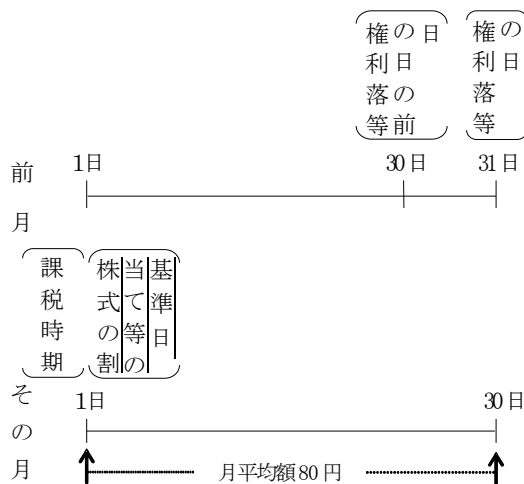 権利落等
の日の前
日
権利落等
の日
前月
1日
30日
31日
課税時期
株式の割
当て等の
基準日
その月
1日
30日
月平均額80円